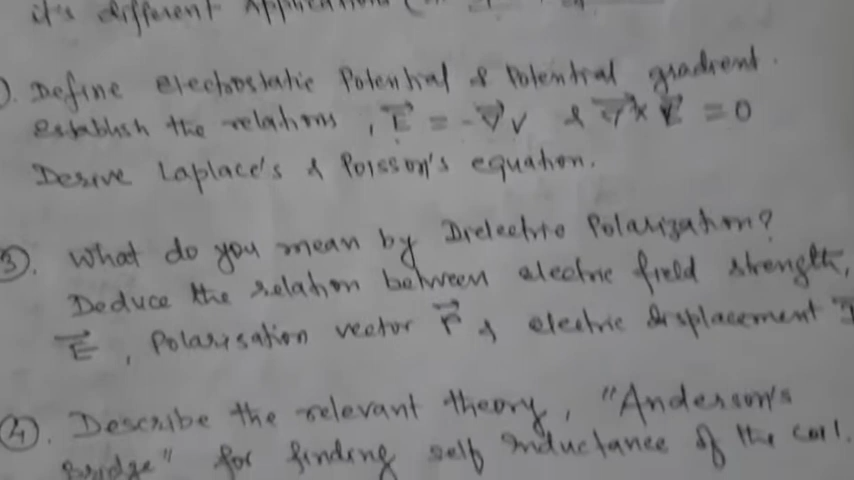 it's different Applications
). Define electrostatic Potential & Potential gradient.
establish the relations, E⃗ = -∇⃗V & ∇⃗×E⃗ = 0
Derive Laplace's & Poisson's equation.
③. What do you mean by Dielectric Polarization?
Deduce the relation between electric field strength,
E⃗, Polarisation vector P⃗ & electric displacement D⃗
④. Describe the relevant theory, "Anderson's
Bridge" for finding self inductance of the coil.